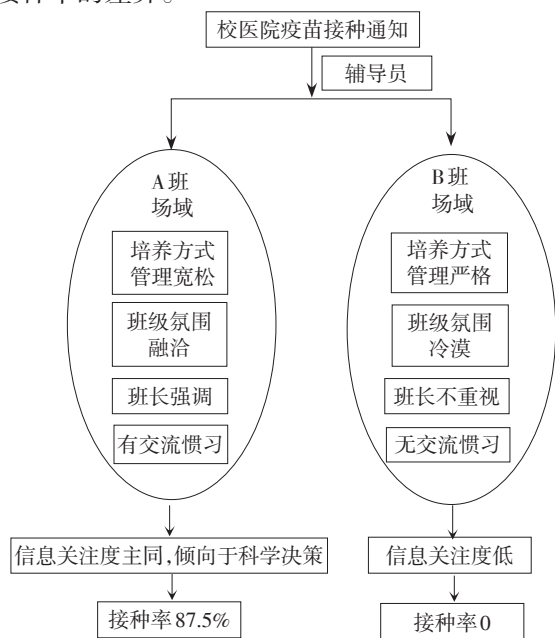 校医院疫苗接种通知
辅导员
A班
场域
培养方式
管理宽松
班级氛围
融洽
班长强调
有交流惯习
信息关注度主同,倾向于科学决策
接种率87.5%
B班
场域
培养方式
管理严格
班级氛围
冷漠
班长不重视
无交流惯习
信息关注度低
接种率0